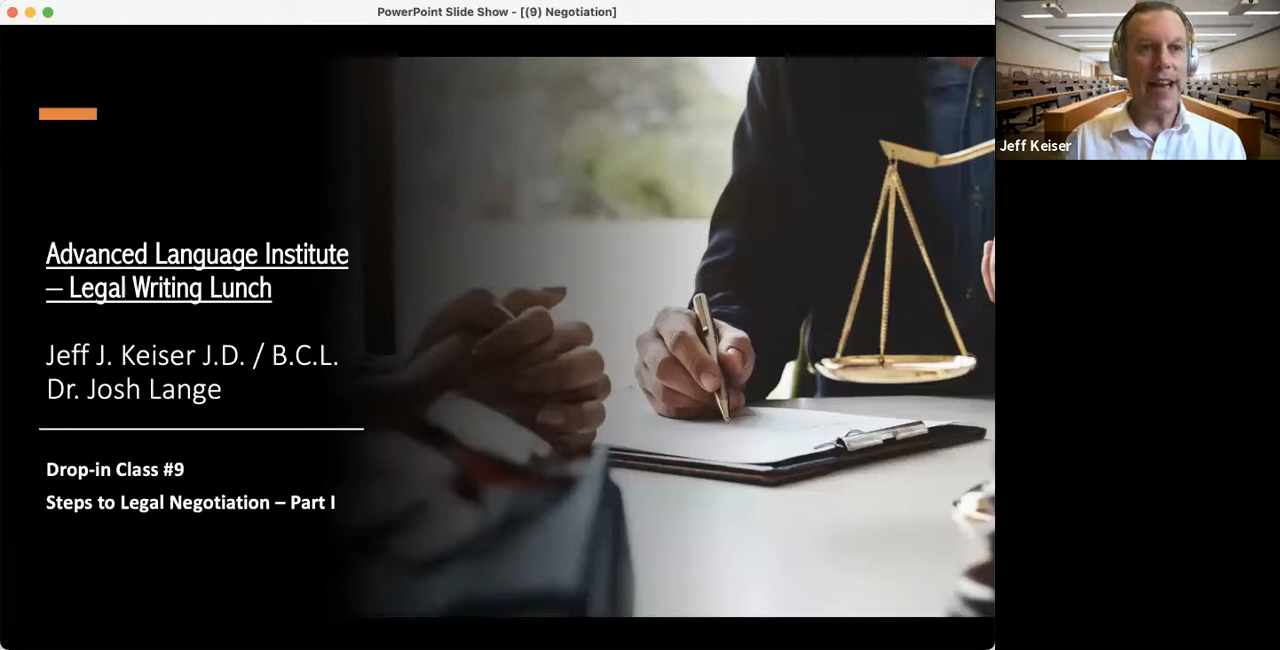 PowerPoint Slide Show - [(9) Negotiation]
Jeff Keiser
Advanced Language Institute
– Legal Writing Lunch
Jeff J. Keiser J.D. / B.C.L.
Dr. Josh Lange
Drop-in Class #9
Steps to Legal Negotiation – Part I